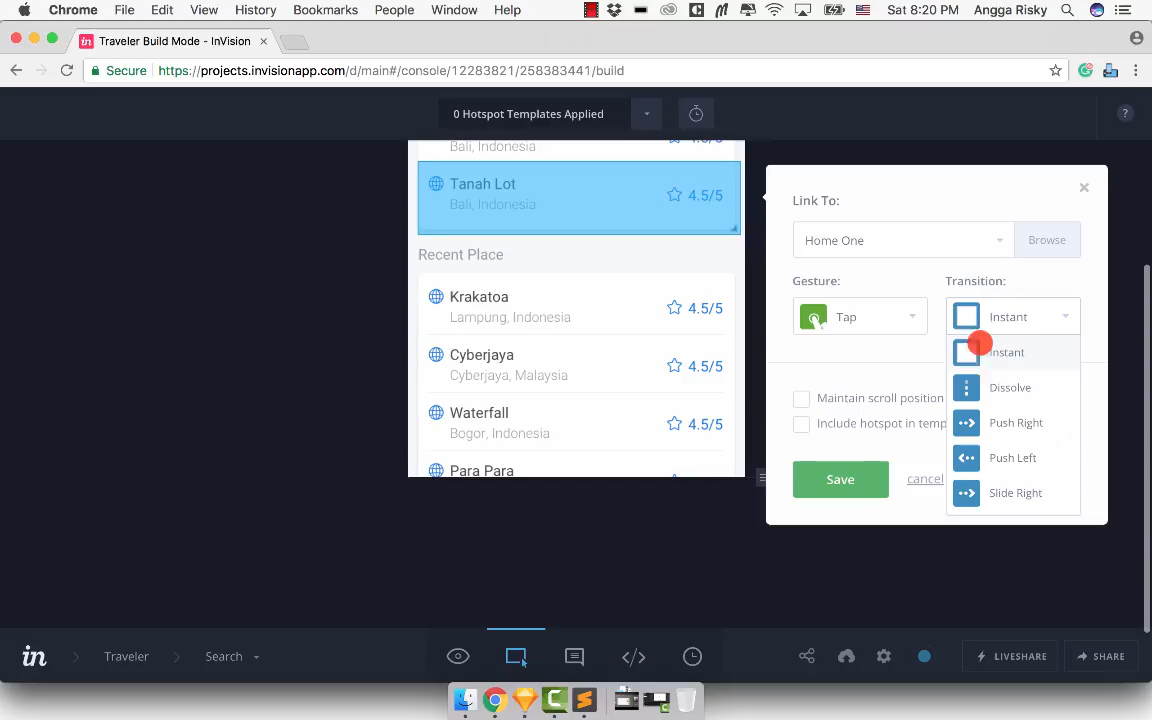 Chrome File Edit View History Bookmarks People Window Help Sat 8:20 PM Angga Risky
Traveler Build Mode - InVision
Secure https://projects.invisionapp.com/d/main#/console/12283821/258383441/build
0 Hotspot Templates Applied
?
Bali, Indonesia
Tanah Lot
Bali, Indonesia
4.5/5
Recent Place
Krakatoa
Lampung, Indonesia
4.5/5
Cyberjaya
Cyberjaya, Malaysia
4.5/5
Waterfall
Bogor, Indonesia
4.5/5
Para Para
Link To:
Home One
Browse
Gesture:
Transition:
Tap
Instant
Instant
Dissolve
Push Right
Push Left
Slide Right
Maintain scroll position
Include hotspot in temp
Save
cancel
in Traveler Search
LIVESHARE
SHARE